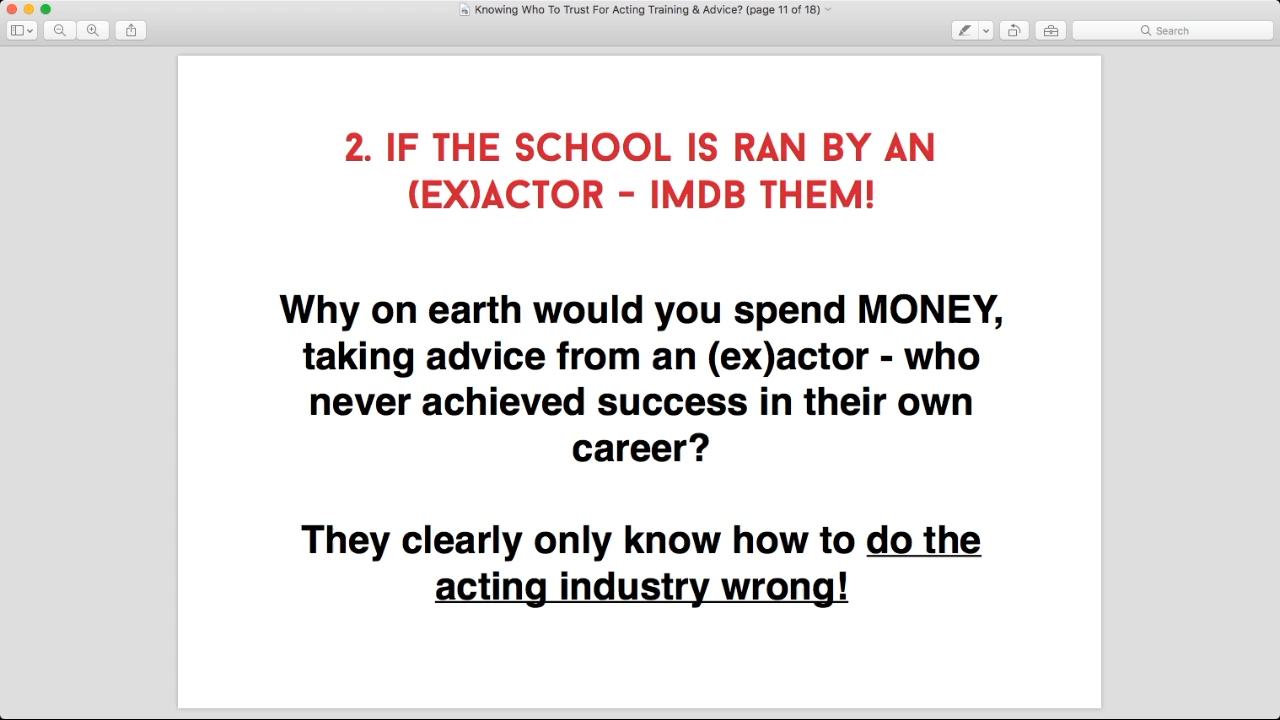 Knowing Who To Trust For Acting Training & Advice? (page 11 of 18)
Search
2. IF THE SCHOOL IS RAN BY AN
(EX)ACTOR - IMDB THEM!
Why on earth would you spend MONEY,
taking advice from an (ex)actor - who
never achieved success in their own
career?
They clearly only know how to do the
acting industry wrong!